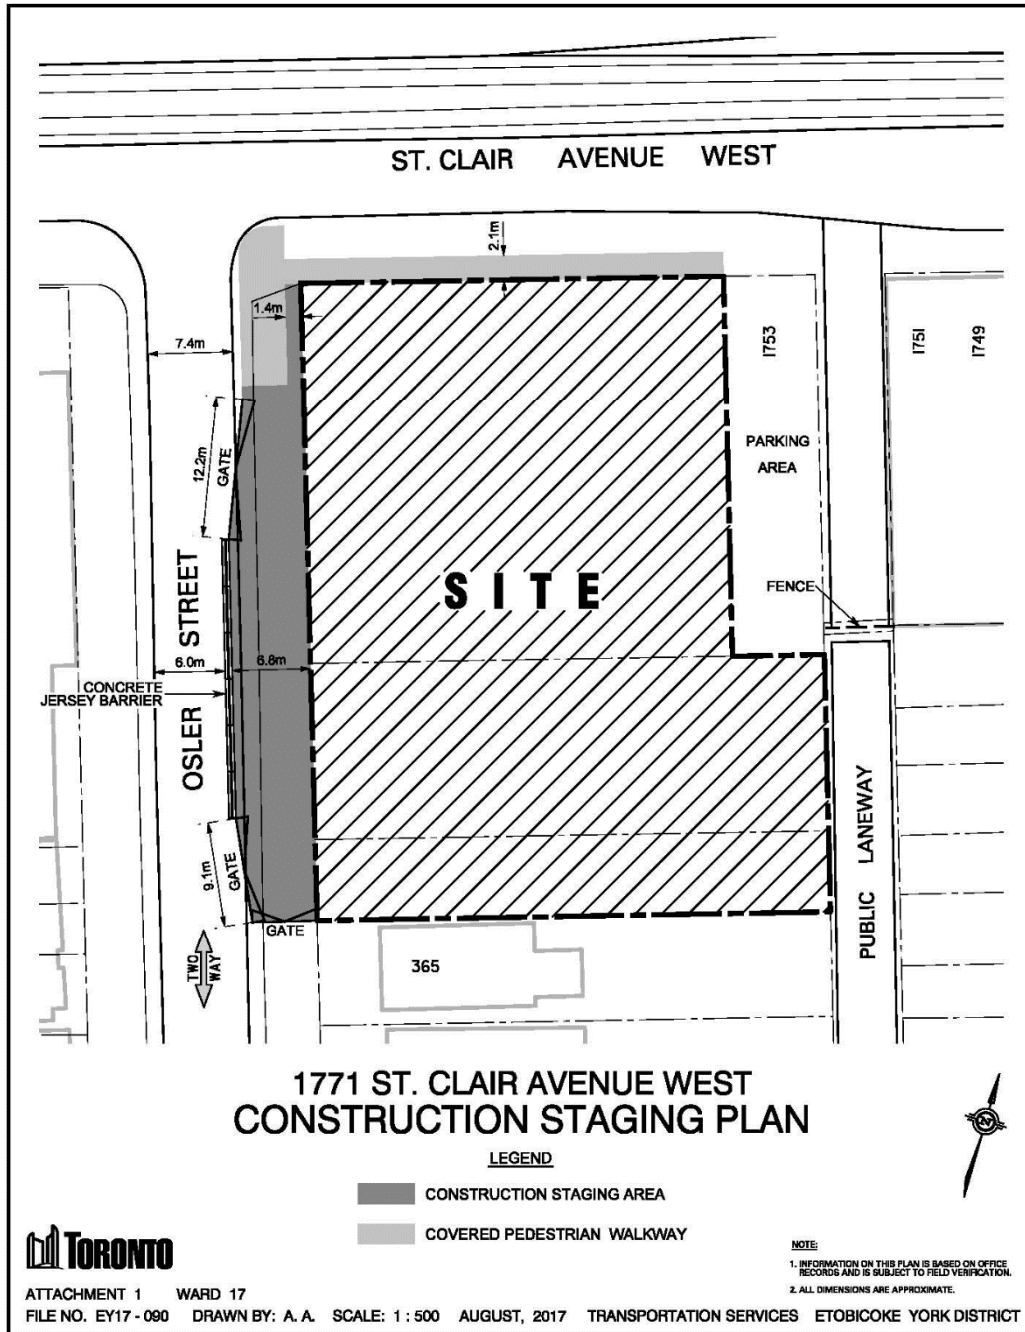 ST. CLAIR AVENUE WEST
2.1m
1.4m
7.4m
1753
1751
1749
12.2m
GATE
PARKING
AREA
OSLER STREET
SITE
FENCE
6.0m
6.8m
CONCRETE
JERSEY BARRIER
PUBLIC LANEWAY
9.1m
GATE
GATE
TWO
WAY
365
1771 ST. CLAIR AVENUE WEST
CONSTRUCTION STAGING PLAN
N
LEGEND
CONSTRUCTION STAGING AREA
COVERED PEDESTRIAN WALKWAY
TORONTO
NOTE:
1. INFORMATION ON THIS PLAN IS BASED ON OFFICE
RECORDS AND IS SUBJECT TO FIELD VERIFICATION.
2. ALL DIMENSIONS ARE APPROXIMATE.
ATTACHMENT 1 WARD 17
FILE NO. EY17 - 090 DRAWN BY: A. A. SCALE: 1 : 500 AUGUST, 2017 TRANSPORTATION SERVICES ETOBICOKE YORK DISTRICT